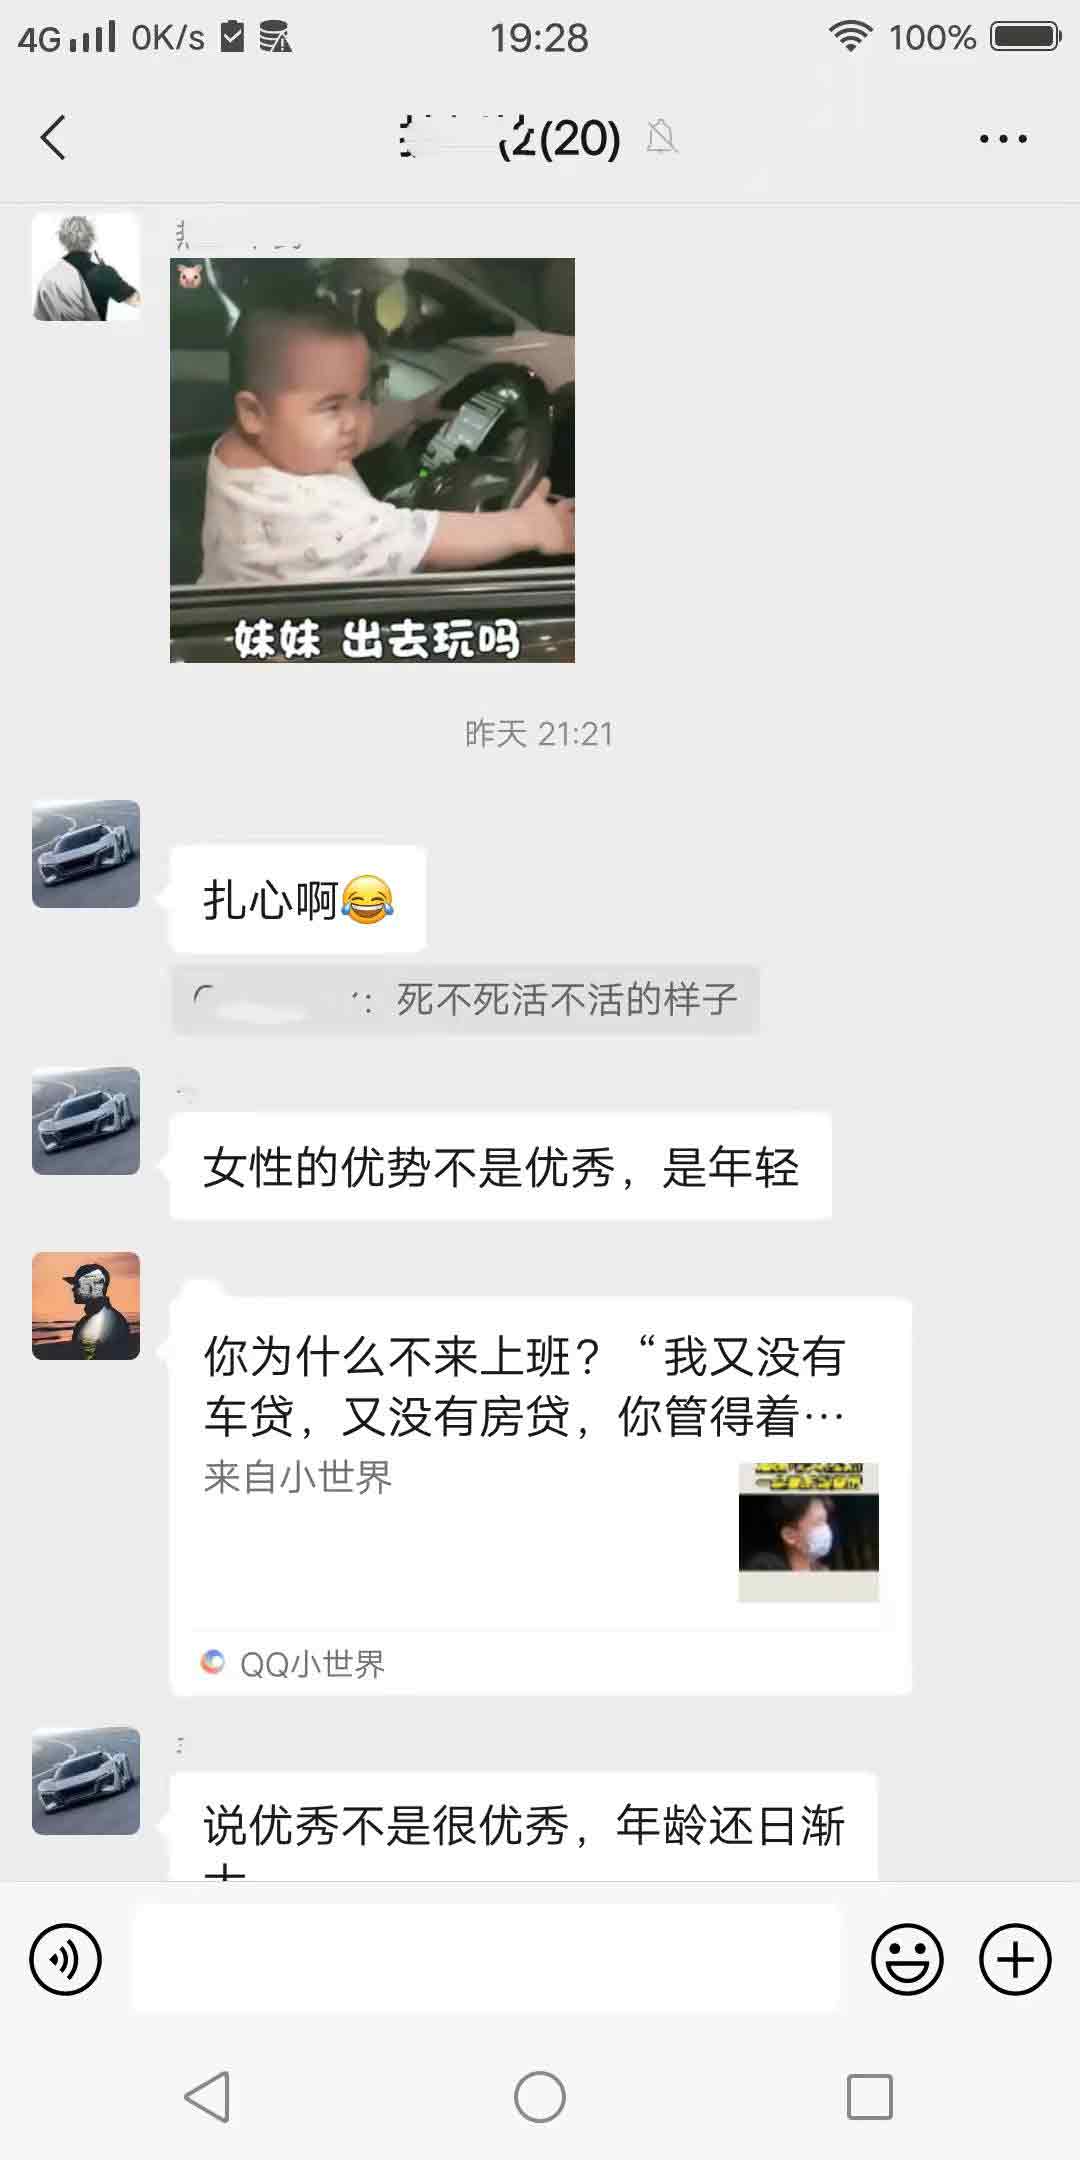 4G 0K/s 19:28 100%
2(20)
妹妹 出去玩吗
昨天 21:21
扎心啊😂
：死不死活不活的样子
女性的优势不是优秀，是年轻
你为什么不来上班？“我又没有
车贷，又没有房贷，你管得着…
来自小世界
QQ小世界
说优秀不是很优秀，年龄还日渐